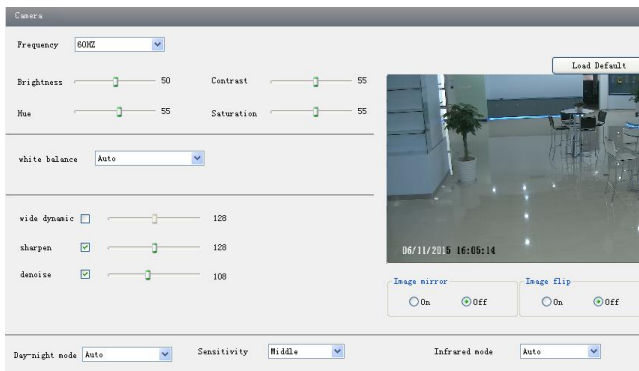 Camera
Frequency 60HZ
Load Default
Brightness 50 Contrast 55
Hue 55 Saturation 55
white balance Auto
wide dynamic 128
sharpen 128
denoise 108
06/11/2015 16:05:14
Image mirror Image flip
On Off On Off
Day-night mode Auto Sensitivity Middle Infrared mode Auto